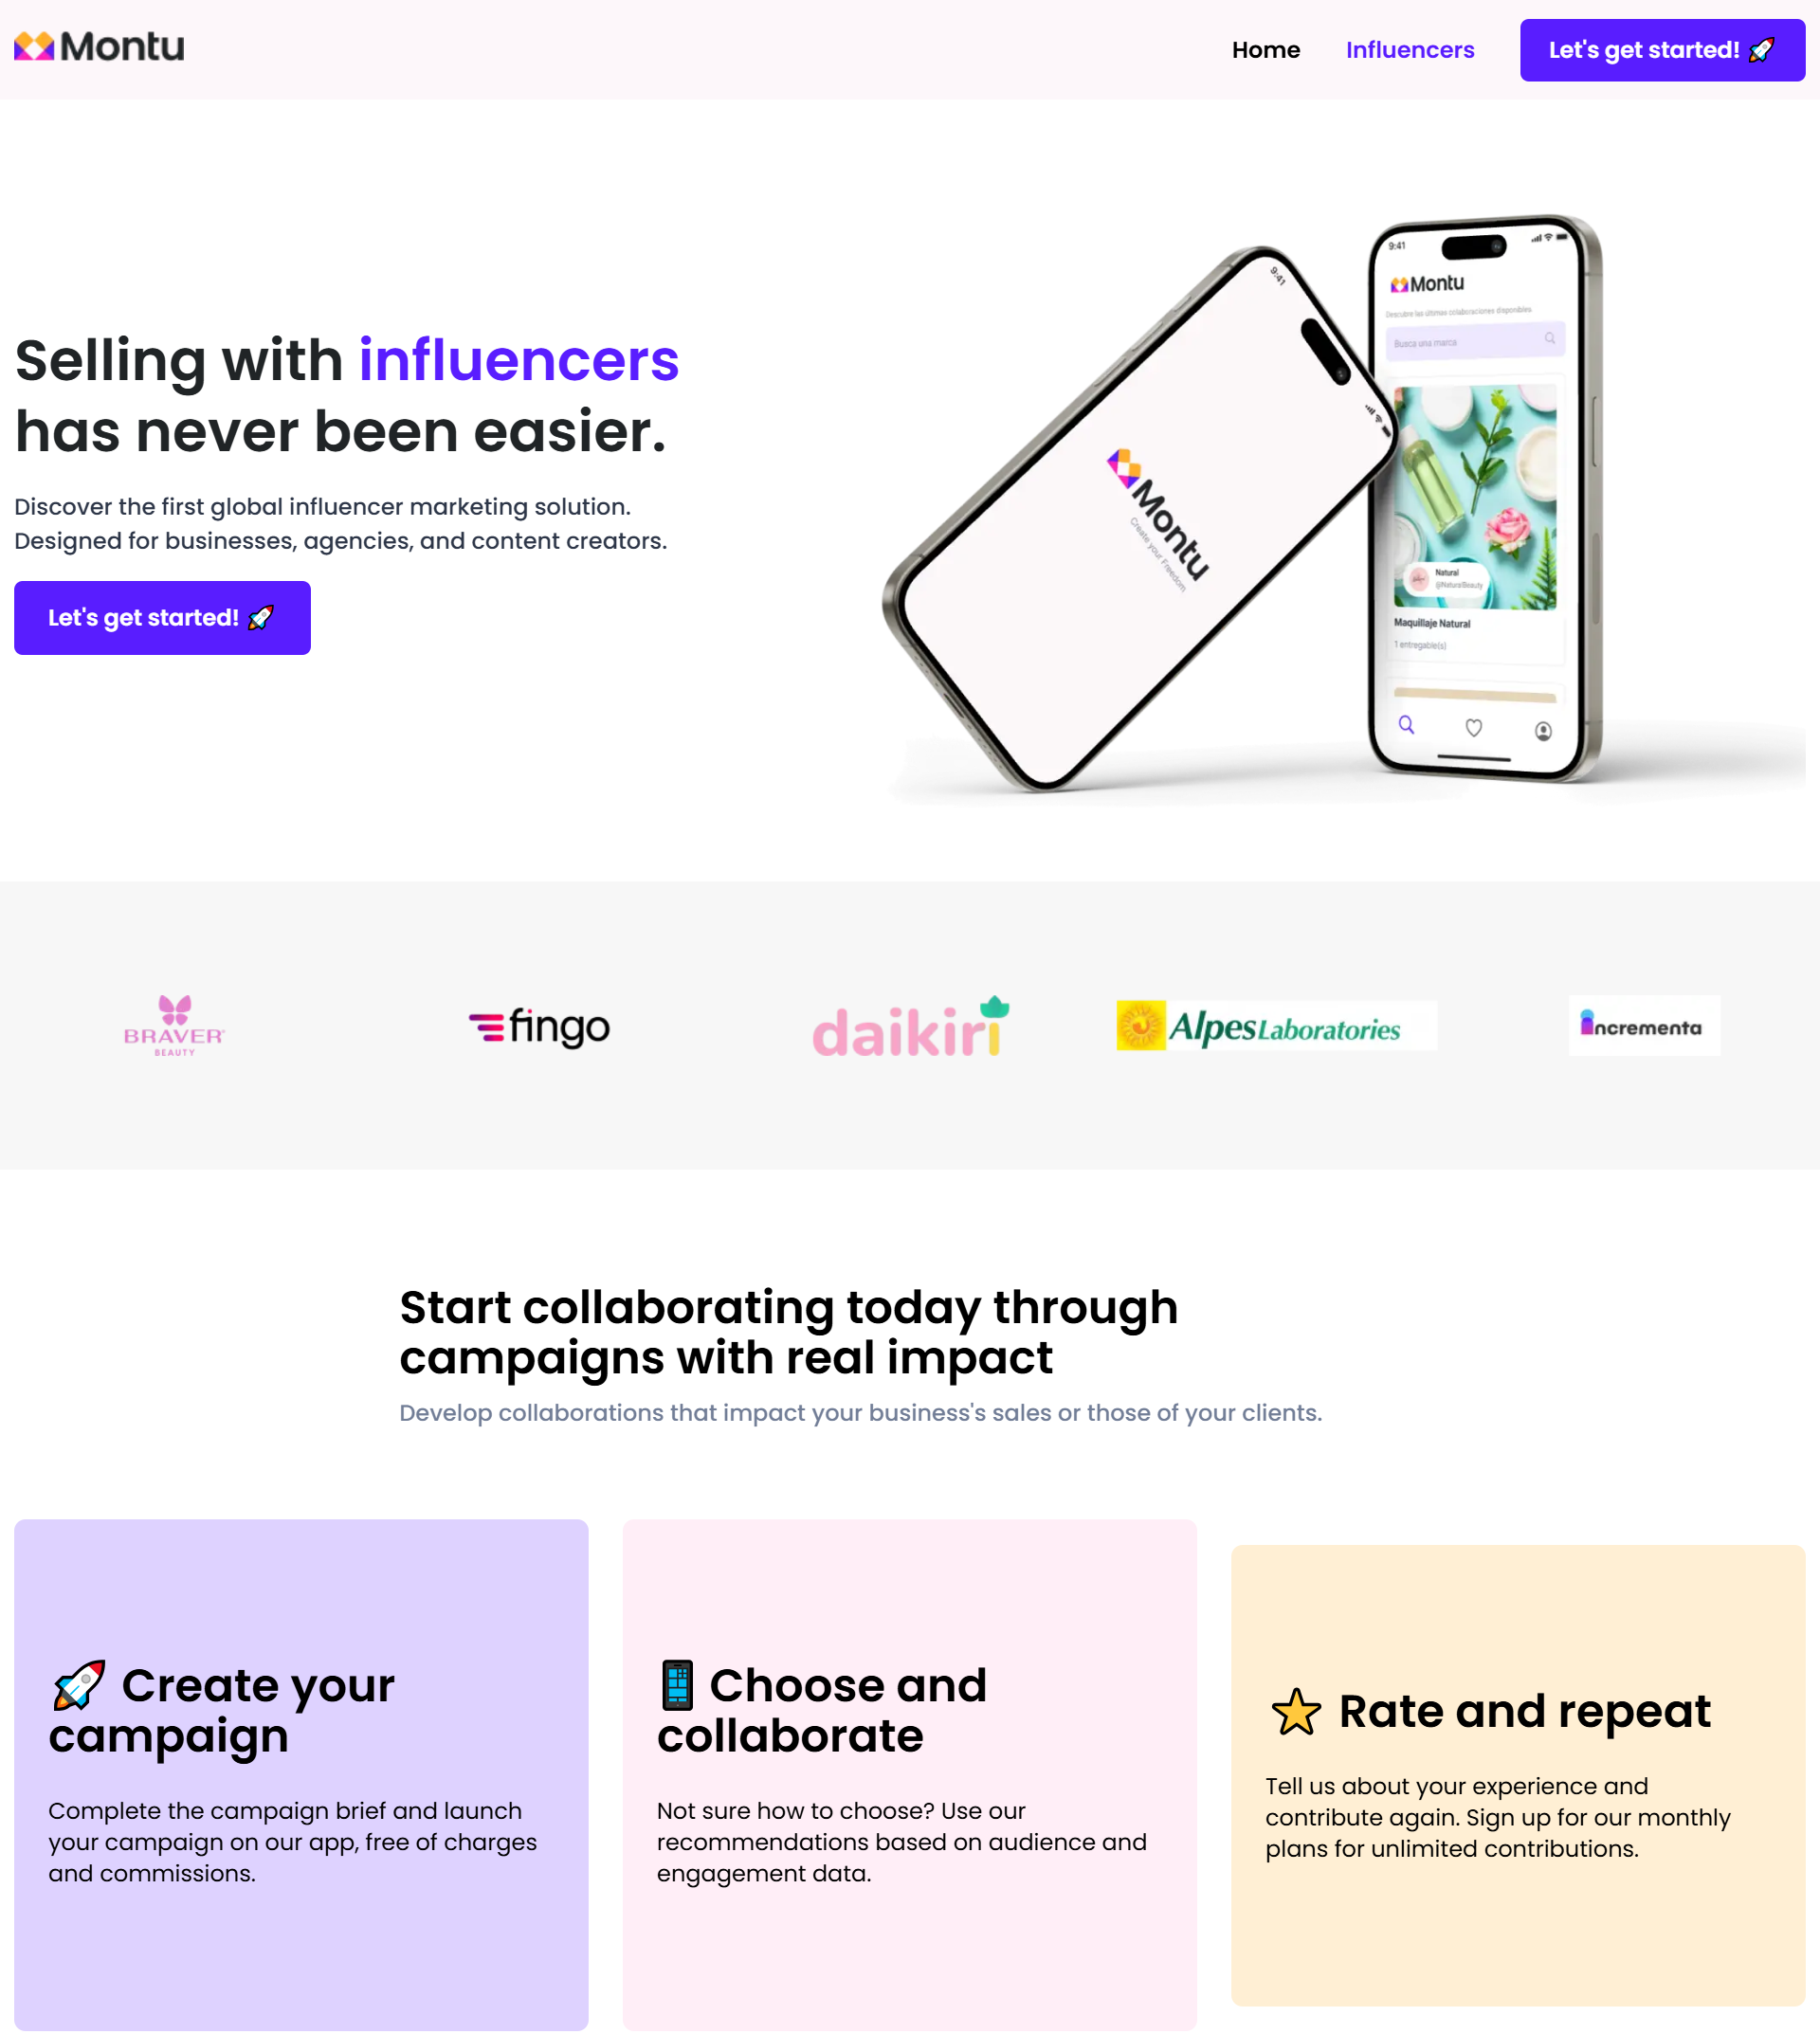 Montu
Home
Influencers
Let's get started! 🚀
Selling with influencers
has never been easier.
Discover the first global influencer marketing solution.
Designed for businesses, agencies, and content creators.
Let's get started! 🚀
9:41
Montu
Create your Freedom
9:41
Montu
Descubre las últimas colaboraciones disponibles
Busca una marca
Natural
@NaturalBeauty
Maquillaje Natural
1 entregable(s)
BRAVER
BEAUTY
fingo
daikiri
Alpes Laboratories
incrementa
Start collaborating today through
campaigns with real impact
Develop collaborations that impact your business's sales or those of your clients.
🚀 Create your
campaign
Complete the campaign brief and launch
your campaign on our app, free of charges
and commissions.
📱 Choose and
collaborate
Not sure how to choose? Use our
recommendations based on audience and
engagement data.
⭐ Rate and repeat
Tell us about your experience and
contribute again. Sign up for our monthly
plans for unlimited contributions.